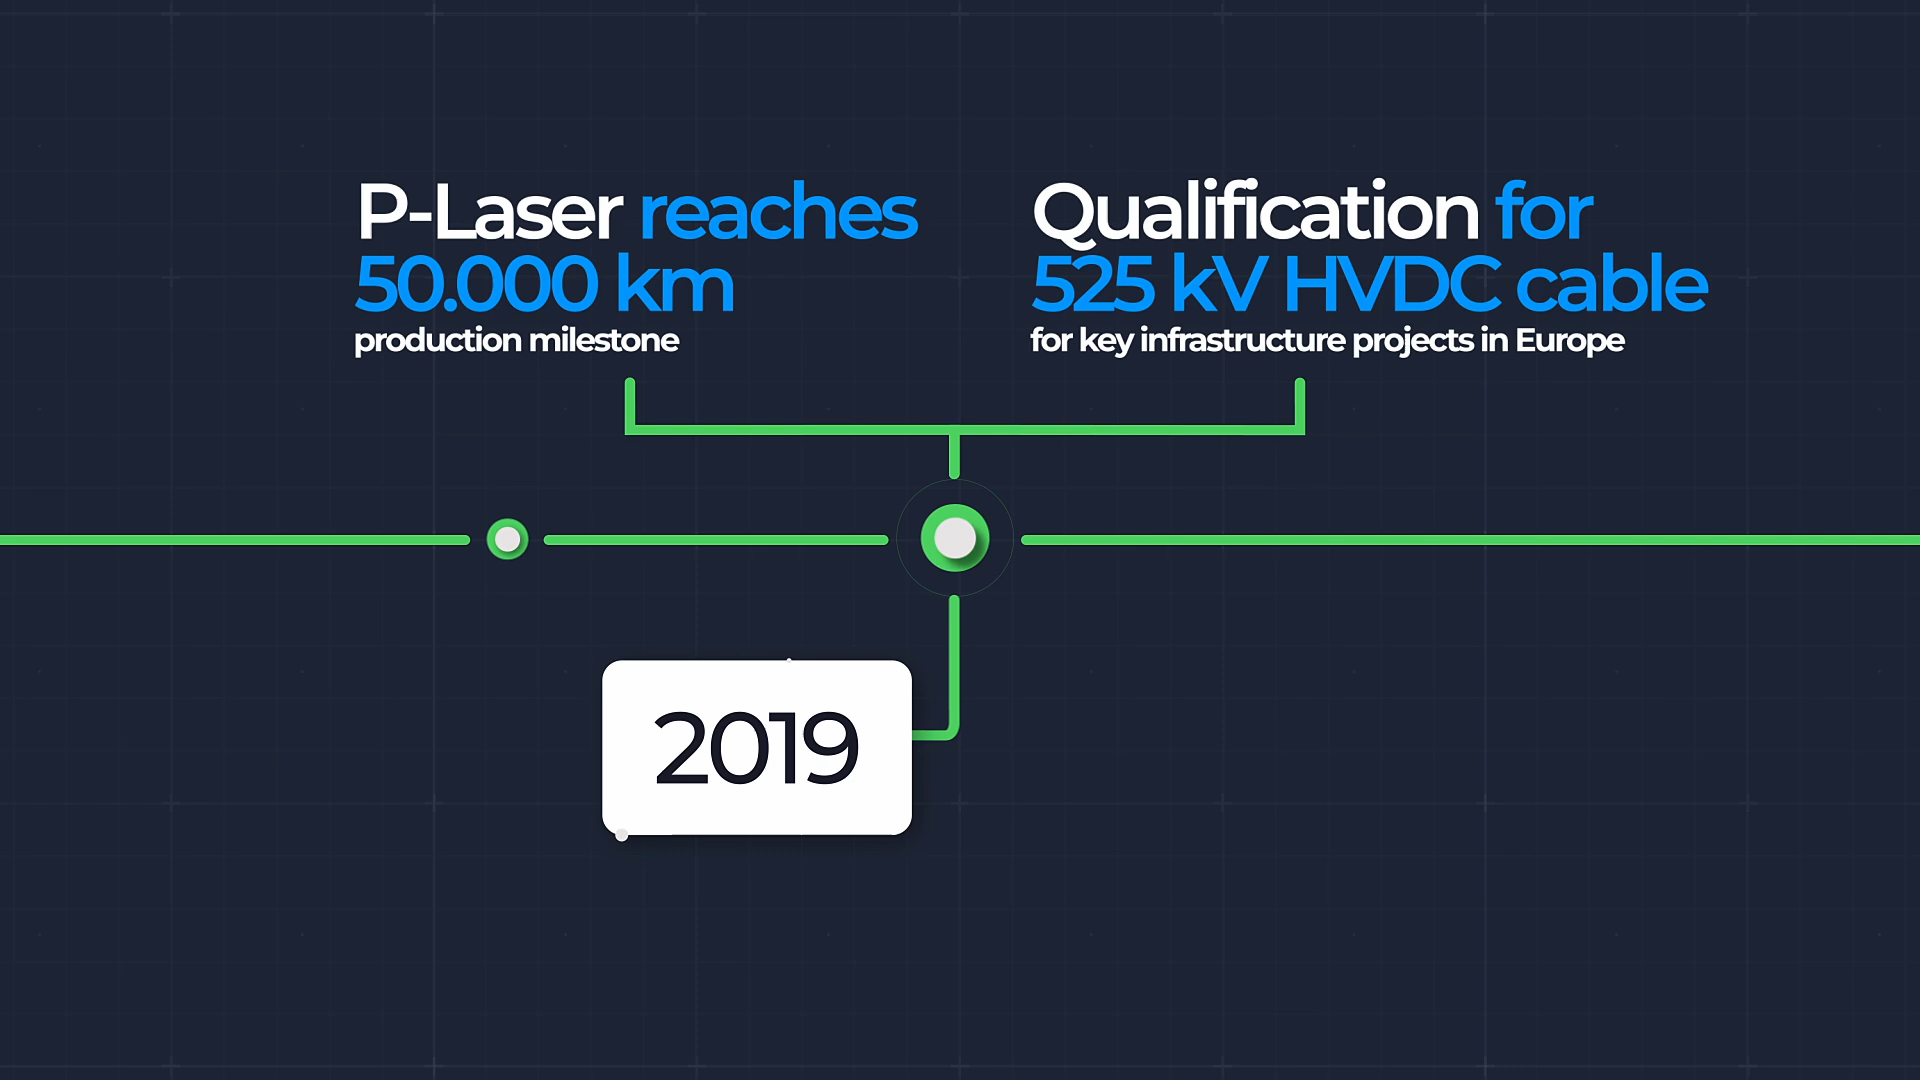 P-Laser reaches
50.000 km
production milestone
Qualification for
525 kV HVDC cable
for key infrastructure projects in Europe
2019